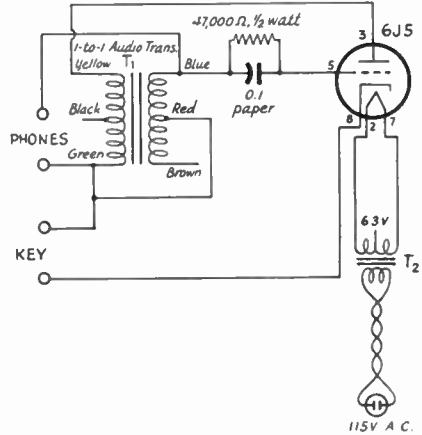 47,000 Ω, 1/2 watt
3
6J5
1-to-1 Audio Trans.
Yellow
T1
Blue
5
Black
Red
0.1
paper
8
2
7
PHONES
Green
Brown
6.3V
KEY
T2
115V A.C.